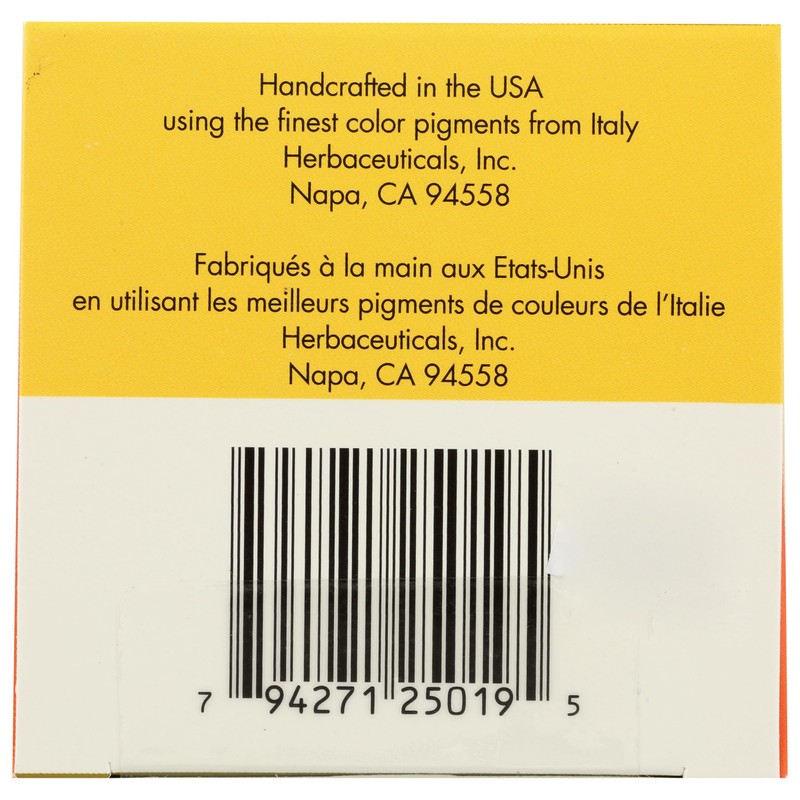 Handcrafted in the USA
using the finest color pigments from Italy
Herbaceuticals, Inc.
Napa, CA 94558
Fabriqués à la main aux Etats-Unis
en utilisant les meilleurs pigments de couleurs de l'Italie
Herbaceuticals, Inc.
Napa, CA 94558
7 94271 25019 5